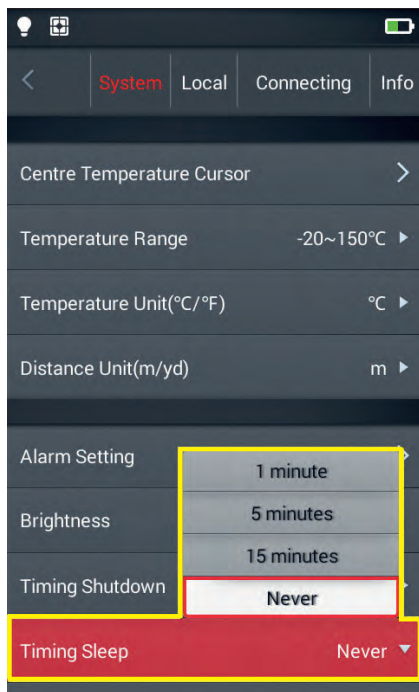 System Local Connecting Info
Centre Temperature Cursor
Temperature Range -20~150°C
Temperature Unit(°C/°F) °C
Distance Unit(m/yd) m
Alarm Setting
1 minute
Brightness
5 minutes
15 minutes
Timing Shutdown
Never
Timing Sleep Never